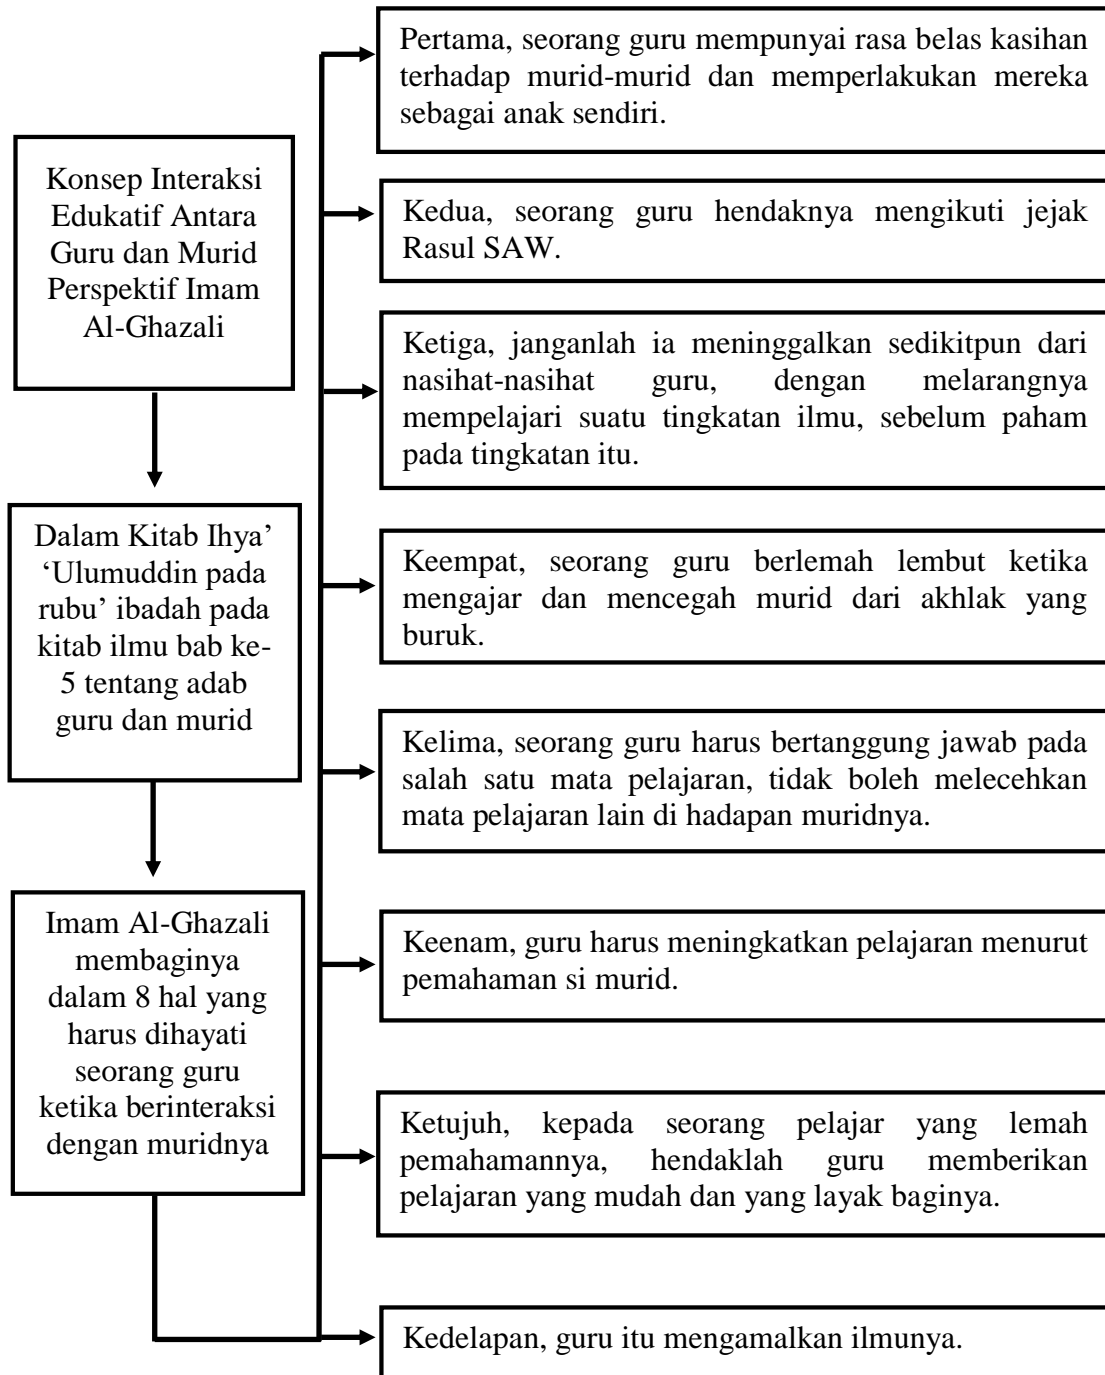 Konsep Interaksi
Edukatif Antara
Guru dan Murid
Perspektif Imam
Al-Ghazali
Dalam Kitab Ihya’
‘Ulumuddin pada
rubu’ ibadah pada
kitab ilmu bab ke-
5 tentang adab
guru dan murid
Imam Al-Ghazali
membaginya
dalam 8 hal yang
harus dihayati
seorang guru
ketika berinteraksi
dengan muridnya
Pertama, seorang guru mempunyai rasa belas kasihan
terhadap murid-murid dan memperlakukan mereka
sebagai anak sendiri.
Kedua, seorang guru hendaknya mengikuti jejak
Rasul SAW.
Ketiga, janganlah ia meninggalkan sedikitpun dari
nasihat-nasihat guru, dengan melarangnya
mempelajari suatu tingkatan ilmu, sebelum paham
pada tingkatan itu.
Keempat, seorang guru berlemah lembut ketika
mengajar dan mencegah murid dari akhlak yang
buruk.
Kelima, seorang guru harus bertanggung jawab pada
salah satu mata pelajaran, tidak boleh melecehkan
mata pelajaran lain di hadapan muridnya.
Keenam, guru harus meningkatkan pelajaran menurut
pemahaman si murid.
Ketujuh, kepada seorang pelajar yang lemah
pemahamannya, hendaklah guru memberikan
pelajaran yang mudah dan yang layak baginya.
Kedelapan, guru itu mengamalkan ilmunya.